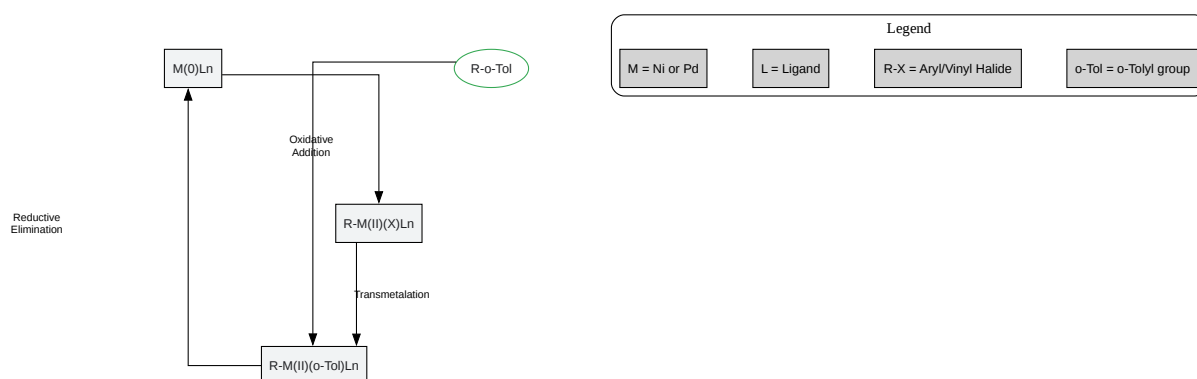 Legend
M(0)Ln
R-o-Tol
M = Ni or Pd
L = Ligand
R-X = Aryl/Vinyl Halide
o-Tol = o-Tolyl group
Oxidative
Addition
Reductive
Elimination
R-M(II)(X)Ln
Transmetalation
R-M(II)(o-Tol)Ln